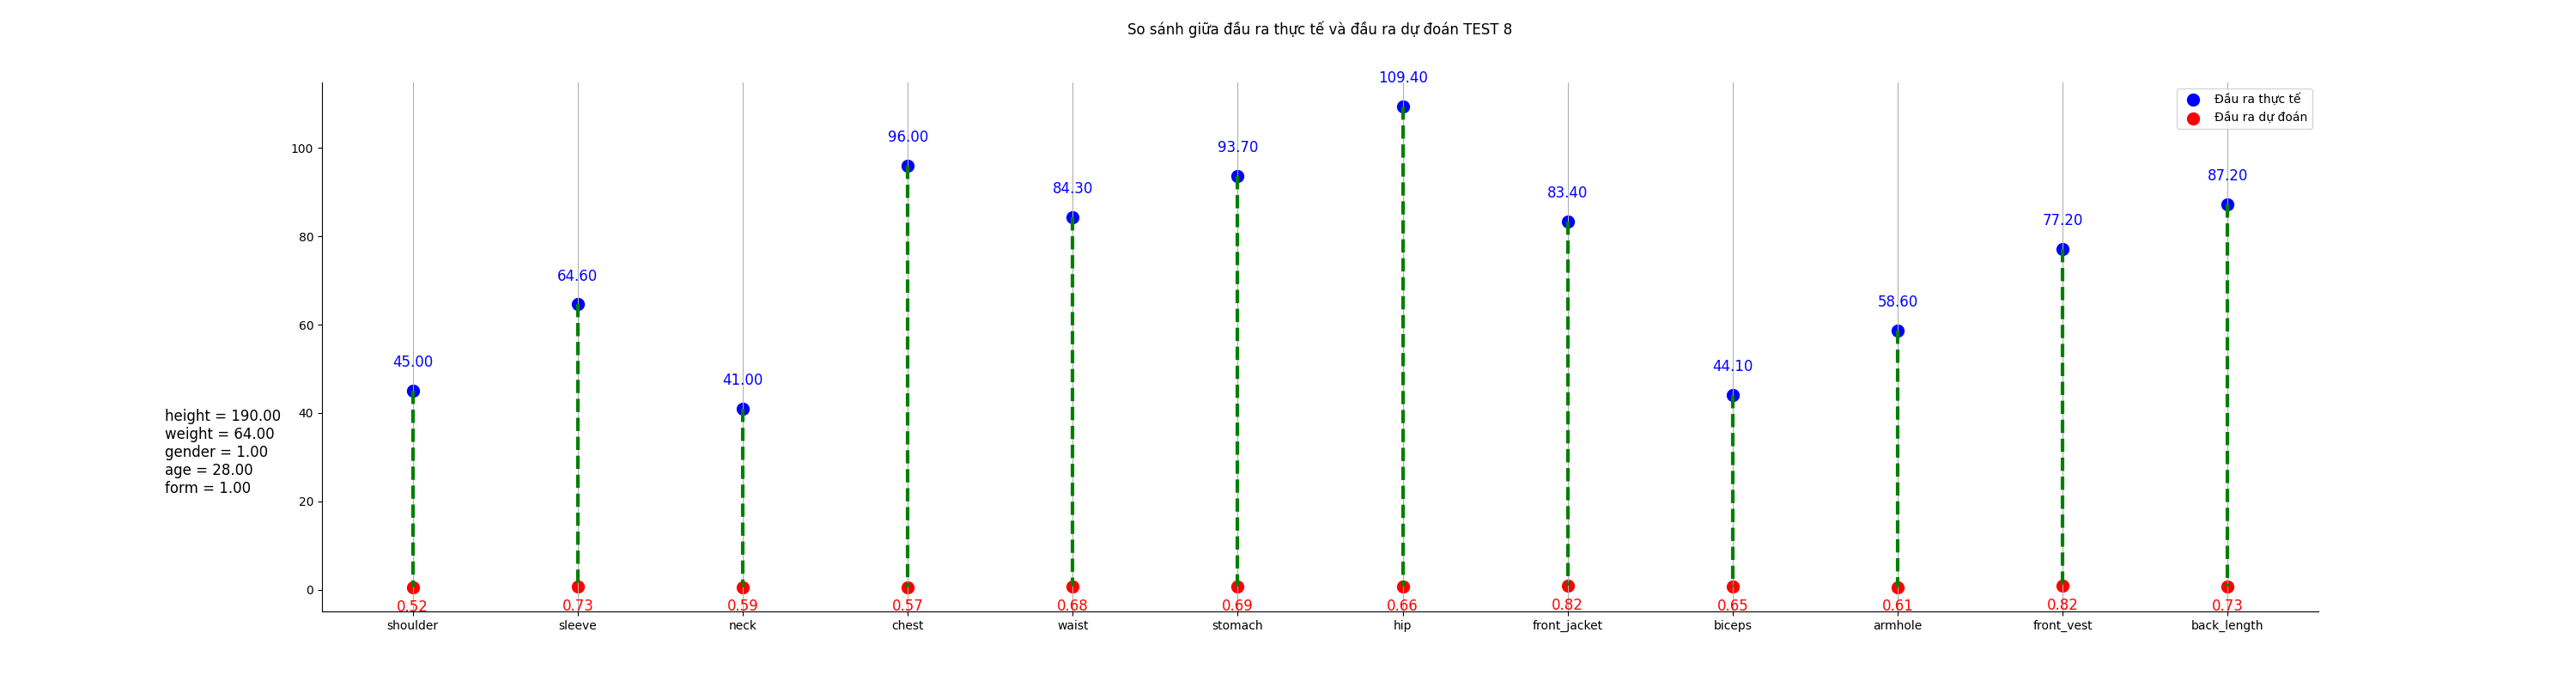 So sánh giữa đầu ra thực tế và đầu ra dự đoán TEST 8
109.40
Đầu ra thực tế
Đầu ra dự đoán
100
96.00
93.70
84.30
83.40
87.20
80
77.20
64.60
60
58.60
45.00
41.00
44.10
40
height = 190.00
weight = 64.00
gender = 1.00
age = 28.00
form = 1.00
20
0
0.52 0.73 0.59 0.57 0.68 0.69 0.66 0.82 0.65 0.61 0.82 0.73
shoulder sleeve neck chest waist stomach hip front_jacket biceps armhole front_vest back_length